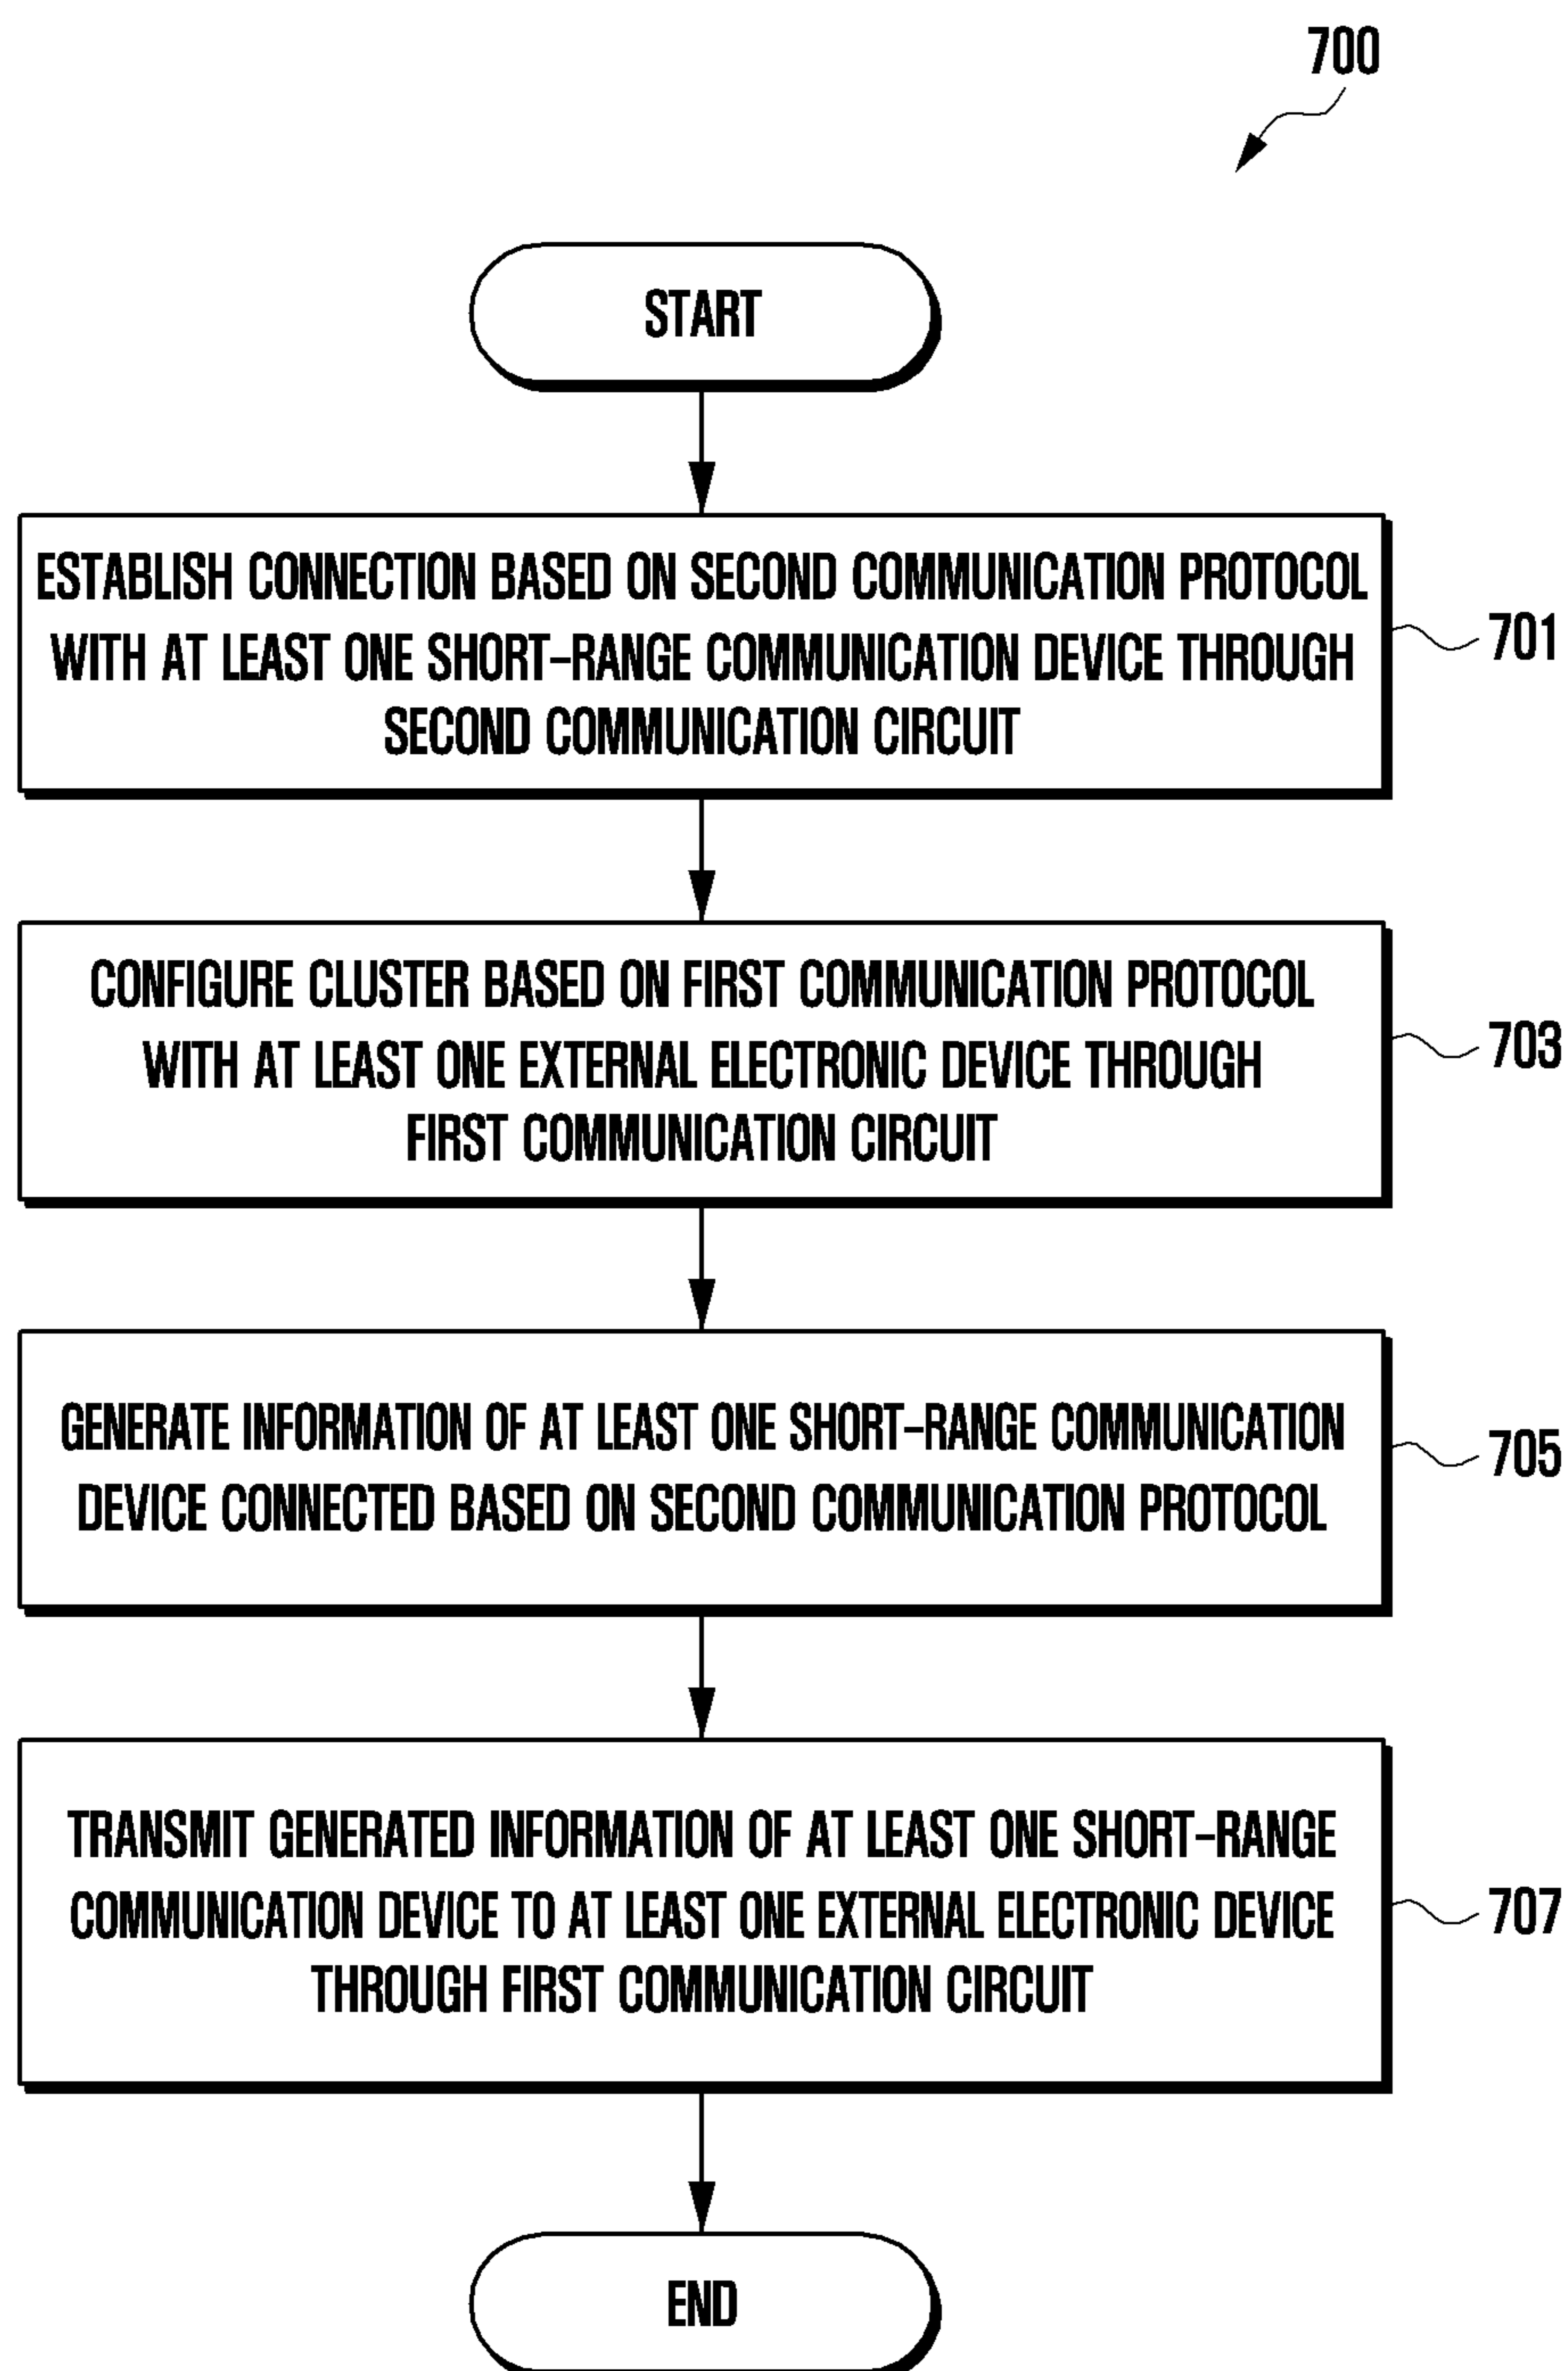 700
START
ESTABLISH CONNECTION BASED ON SECOND COMMUNICATION PROTOCOL
WITH AT LEAST ONE SHORT-RANGE COMMUNICATION DEVICE THROUGH
SECOND COMMUNICATION CIRCUIT
701
CONFIGURE CLUSTER BASED ON FIRST COMMUNICATION PROTOCOL
WITH AT LEAST ONE EXTERNAL ELECTRONIC DEVICE THROUGH
FIRST COMMUNICATION CIRCUIT
703
GENERATE INFORMATION OF AT LEAST ONE SHORT-RANGE COMMUNICATION
DEVICE CONNECTED BASED ON SECOND COMMUNICATION PROTOCOL
705
TRANSMIT GENERATED INFORMATION OF AT LEAST ONE SHORT-RANGE
COMMUNICATION DEVICE TO AT LEAST ONE EXTERNAL ELECTRONIC DEVICE
THROUGH FIRST COMMUNICATION CIRCUIT
707
END